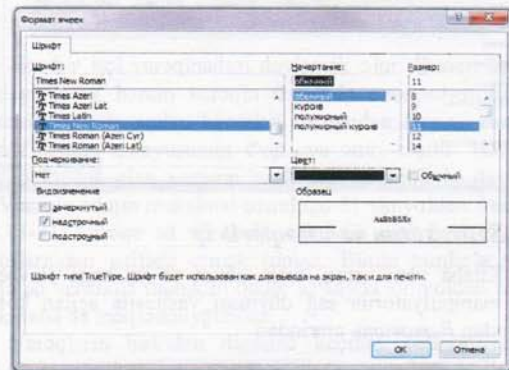 Формат ячеек
Шрифт
Шрифт:
Times New Roman
Times Azeri
Times Azeri Lat
Times Latin
Times New Roman
Times Roman (Azeri Cyr)
Times Roman (Azeri Lat)
Начертание:
обычный
обычный
курсив
полужирный
полужирный курсив
Размер:
11
8
9
10
11
12
14
Подчеркивание:
Нет
Цвет:
Обычный
Видоизменение
зачеркнутый
надстрочный
подстрочный
Образец
AaBbБбЯя
Шрифт типа TrueType. Шрифт будет использован как для вывода на экран, так и для печати.
ОК
Отмена